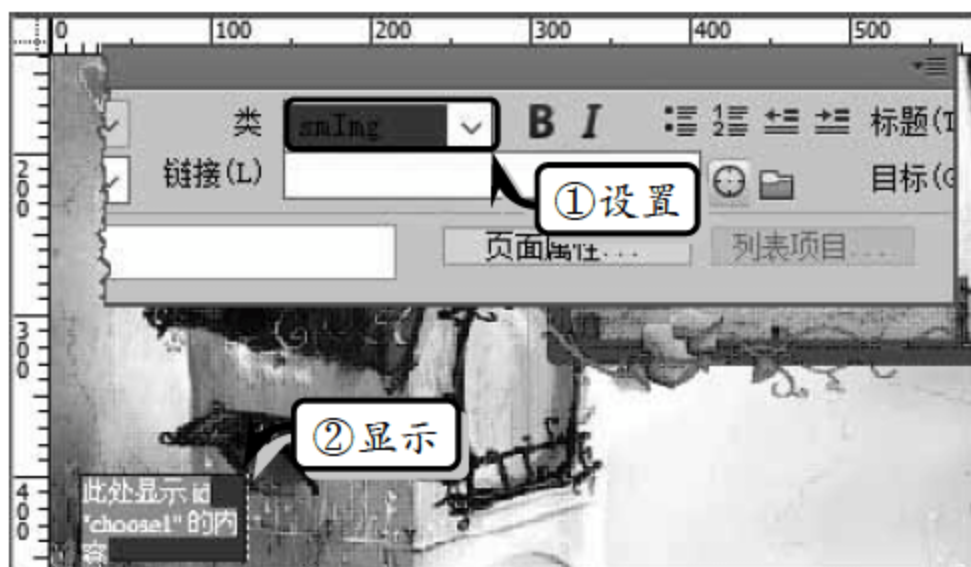 0 100 200 300 400 500
类 smImg B I 标题(T
链接(L) 目标(G
①设置
页面属性... 列表项目...
200
300
②显示
400
此处显示 id
"choose1" 的内
容